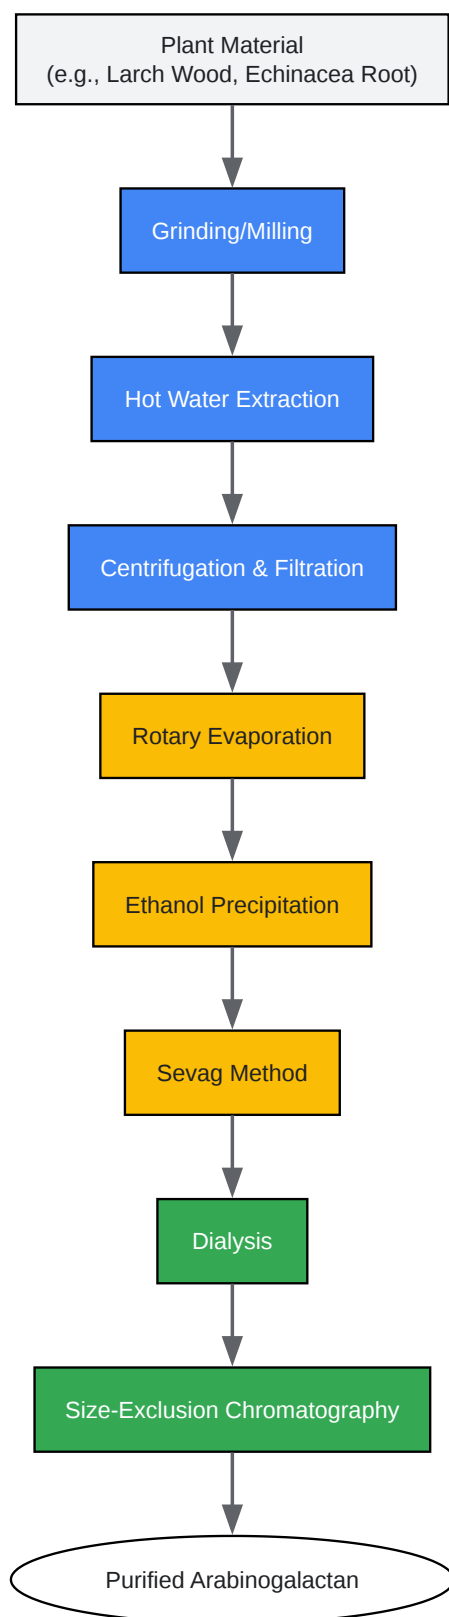 Plant Material
(e.g., Larch Wood, Echinacea Root)
Grinding/Milling
Hot Water Extraction
Centrifugation & Filtration
Rotary Evaporation
Ethanol Precipitation
Sevag Method
Dialysis
Size-Exclusion Chromatography
Purified Arabinogalactan